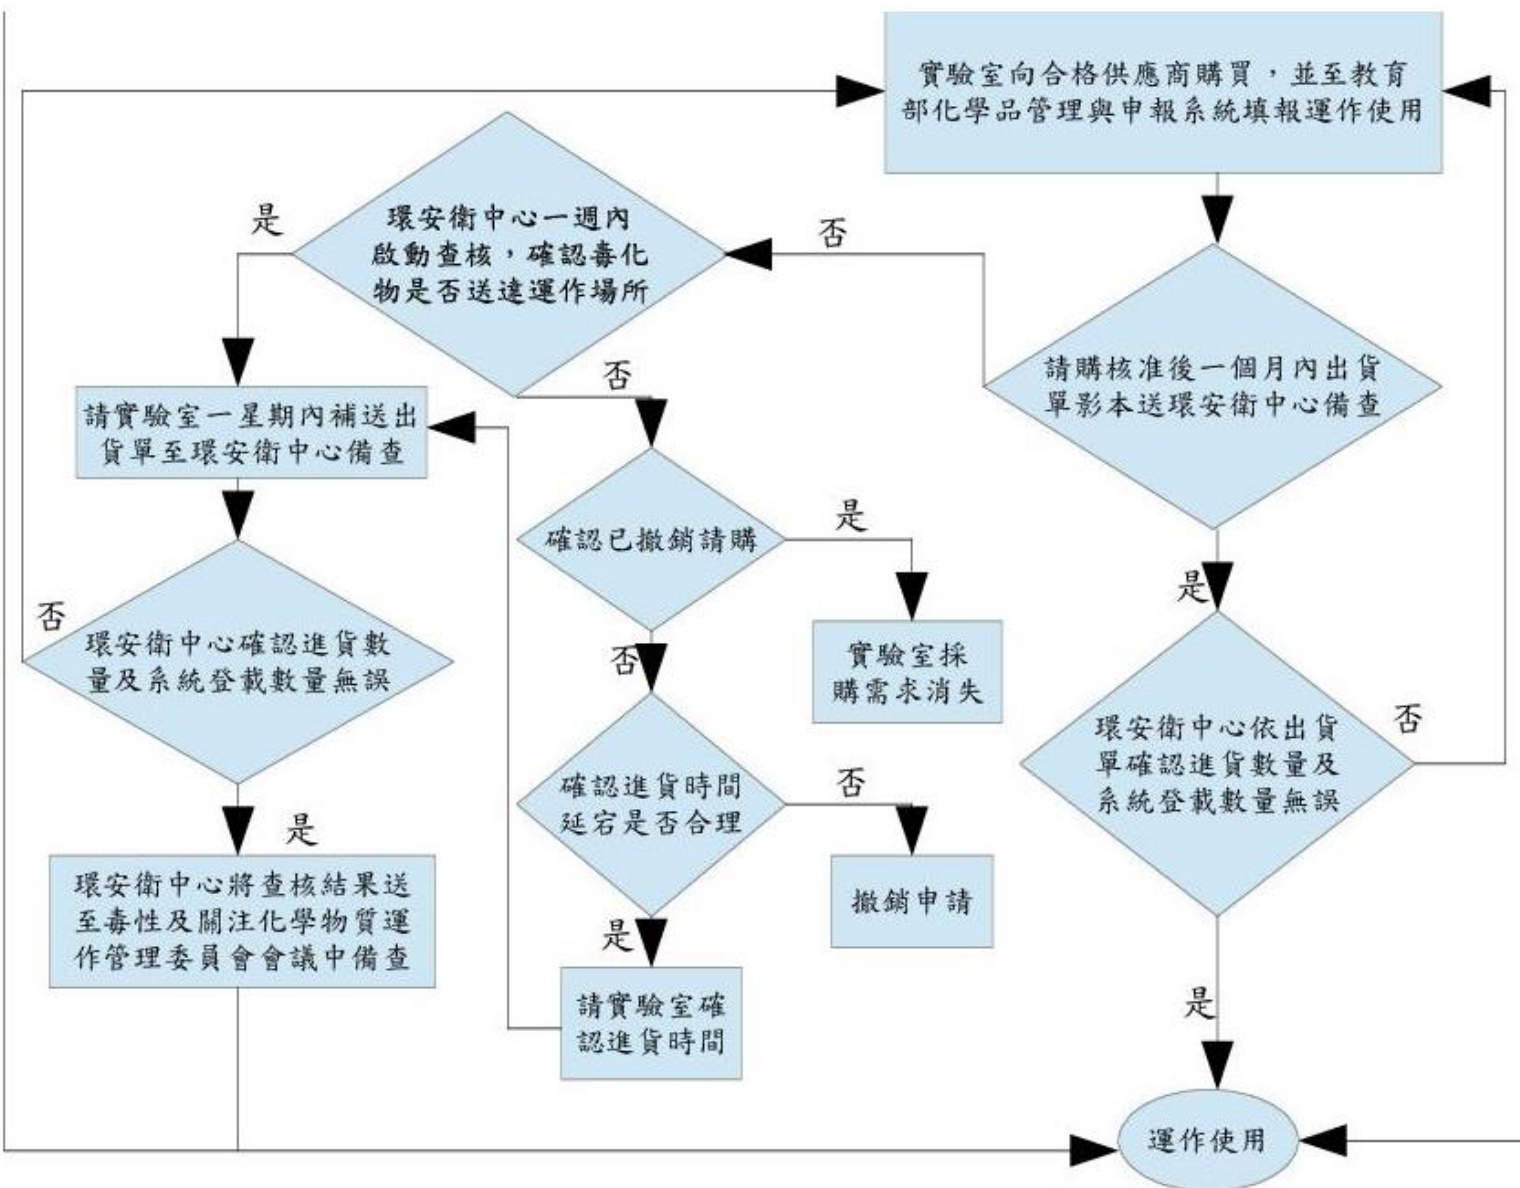 實驗室向合格供應商購買，並至教育
部化學品管理與申報系統填報運作使用
環安衛中心一週內
啟動查核，確認毒化
物是否送達運作場所
是
否
否
請購核准後一個月內出貨
單影本送環安衛中心備查
請實驗室一星期內補送出
貨單至環安衛中心備查
確認已撤銷請購
是
是
否
環安衛中心確認進貨數
量及系統登載數量無誤
否
實驗室採
購需求消失
環安衛中心依出貨
單確認進貨數量及
系統登載數量無誤
否
確認進貨時間
延宕是否合理
否
是
環安衛中心將查核結果送
至毒性及關注化學物質運
作管理委員會會議中備查
撤銷申請
是
請實驗室確
認進貨時間
是
運作使用